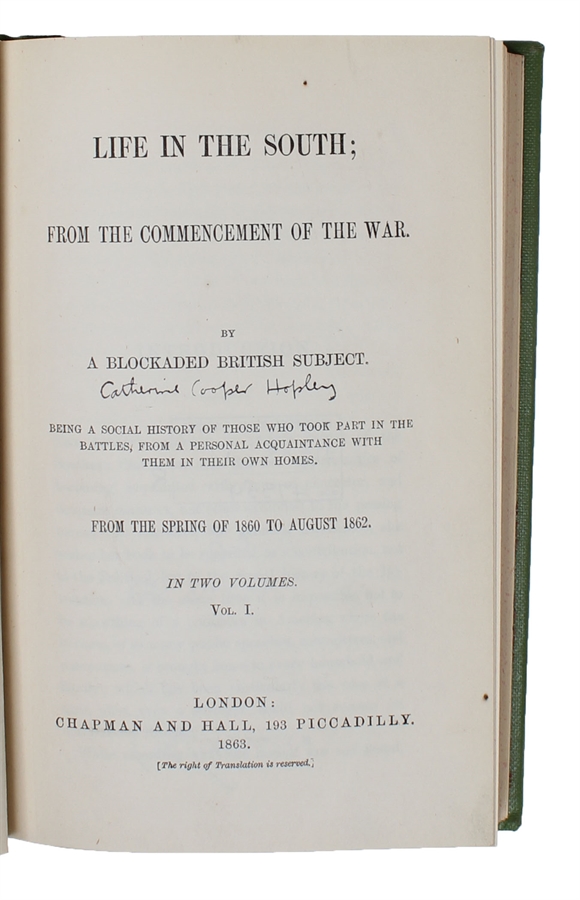 LIFE IN THE SOUTH;
FROM THE COMMENCEMENT OF THE WAR.
BY
A BLOCKADED BRITISH SUBJECT.
Catherine Cooper Hopley
BEING A SOCIAL HISTORY OF THOSE WHO TOOK PART IN THE
BATTLES, FROM A PERSONAL ACQUAINTANCE WITH
THEM IN THEIR OWN HOMES.
FROM THE SPRING OF 1860 TO AUGUST 1862.
IN TWO VOLUMES.
VOL. I.
LONDON:
CHAPMAN AND HALL, 193 PICCADILLY.
1863.
[The right of Translation is reserved.]